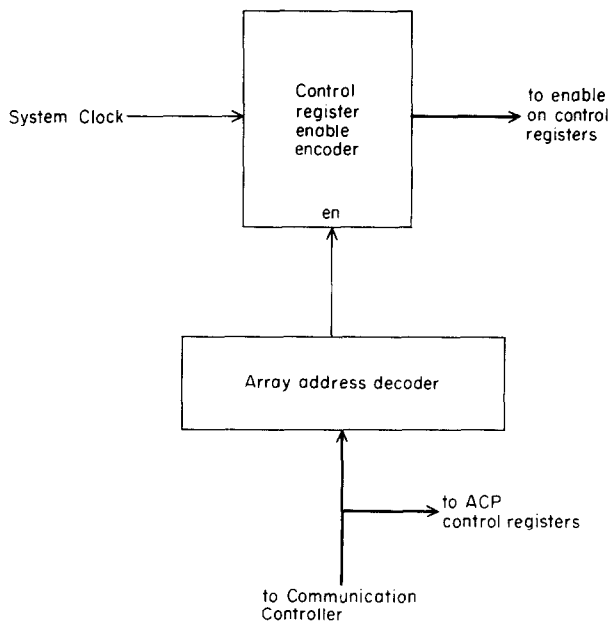 Control
register
enable
encoder
System Clock
to enable
on control
registers
en
Array address decoder
to ACP
control registers
to Communication
Controller